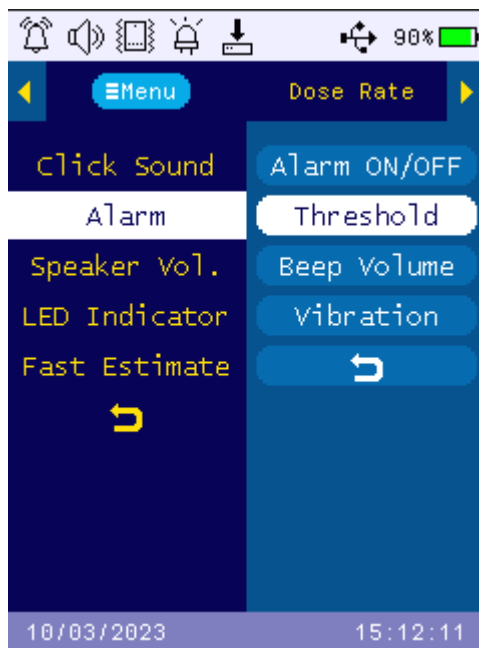 90%
≡Menu
Dose Rate
Click Sound
Alarm
Speaker Vol.
LED Indicator
Fast Estimate
Alarm ON/OFF
Threshold
Beep Volume
Vibration
10/03/2023
15:12:11